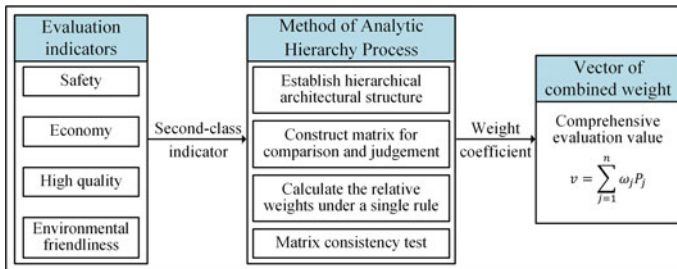 Evaluation
indicators
Safety
Economy
High quality
Environmental
friendliness
Second-class
indicator
Method of Analytic
Hierarchy Process
Establish hierarchical
architectural structure
Construct matrix for
comparison and judgement
Calculate the relative
weights under a single rule
Matrix consistency test
Weight
coefficient
Vector of
combined weight
Comprehensive
evaluation value
n
v = ∑ ωⱼPⱼ
j=1